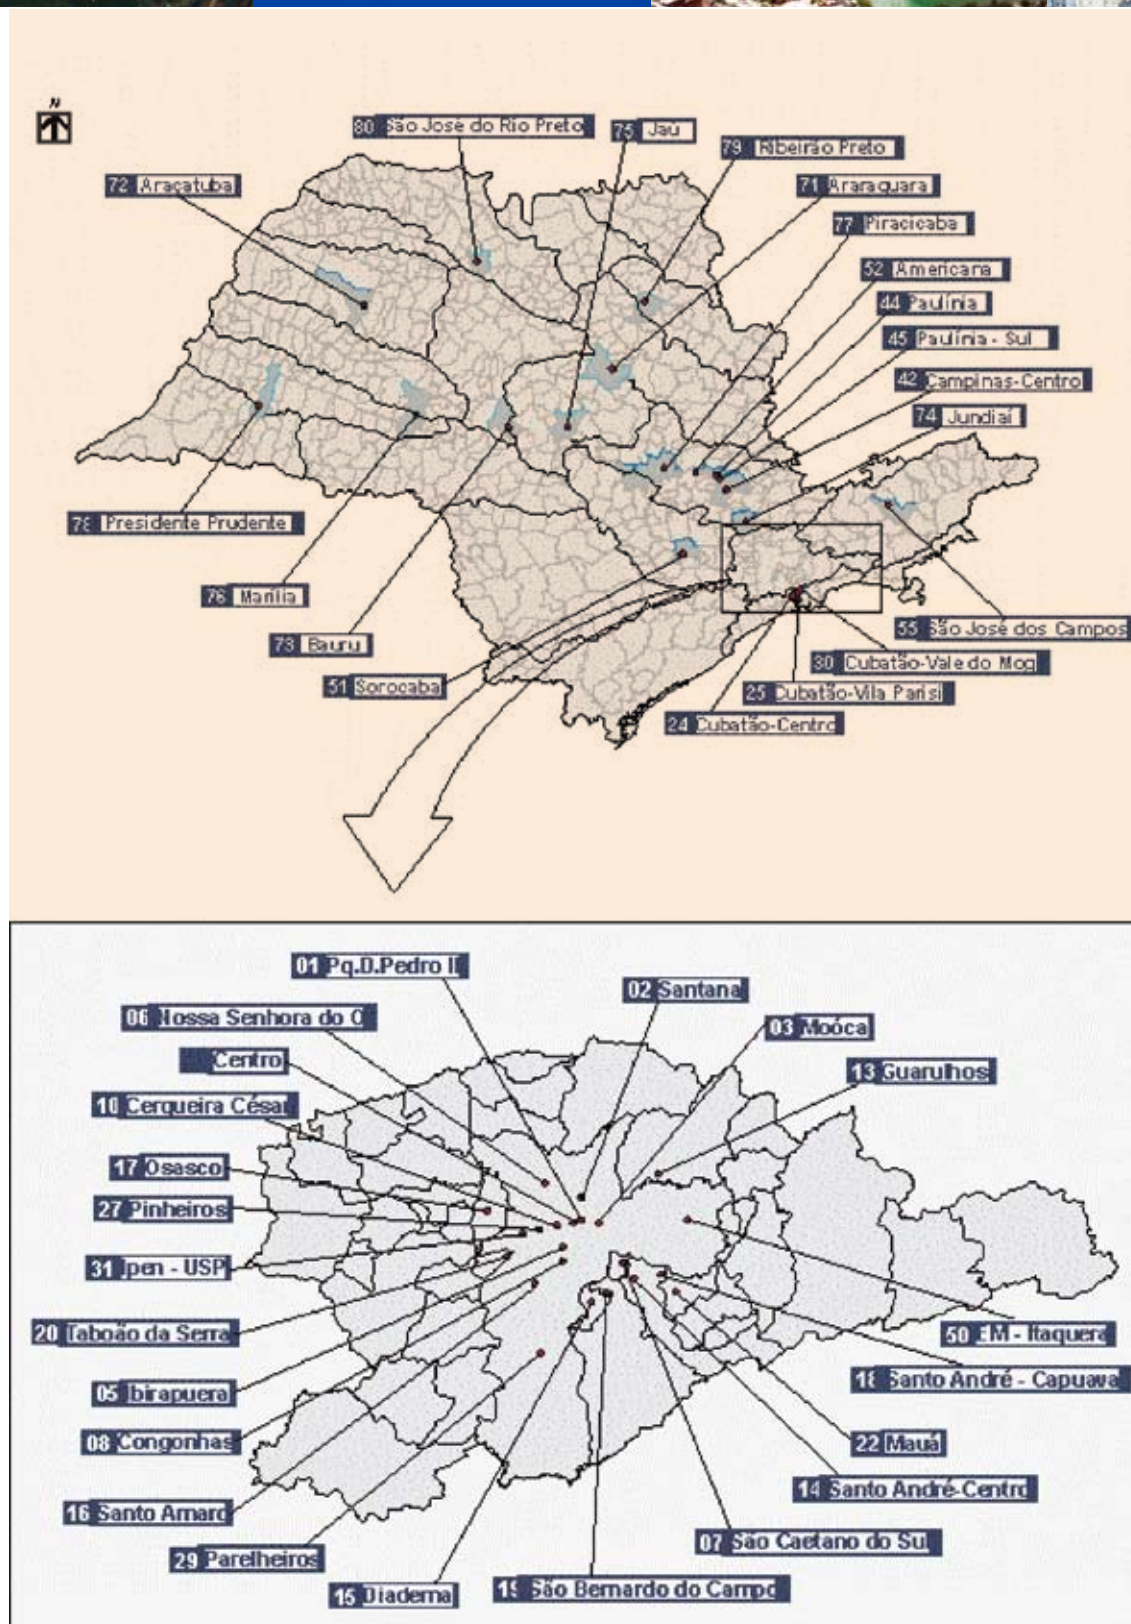 N
80 São José do Rio Preto
75 Jaú
79 Ribeirão Preto
72 Araçatuba
71 Araraquara
77 Piracicaba
52 Americana
44 Paulínia
45 Paulínia - Sul
42 Campinas-Centro
74 Jundiaí
78 Presidente Prudente
76 Marília
73 Bauru
51 Sorocaba
55 São José dos Campos
30 Cubatão-Vale do Mog
25 Cubatão-Vila Parisi
24 Cubatão-Centro
01 Pq.D.Pedro II
02 Santana
06 Nossa Senhora do O
03 Moóca
Centro
13 Guarulhos
10 Cerqueira César
17 Osasco
27 Pinheiros
31 Ipen - USP
20 Taboão da Serra
50 EM - Itaquera
18 Santo André - Capuava
05 Ibirapuera
08 Congonhas
22 Mauá
14 Santo André-Centro
16 Santo Amaro
07 São Caetano do Sul
29 Parelheiros
15 Diadema
19 São Bernardo do Campo